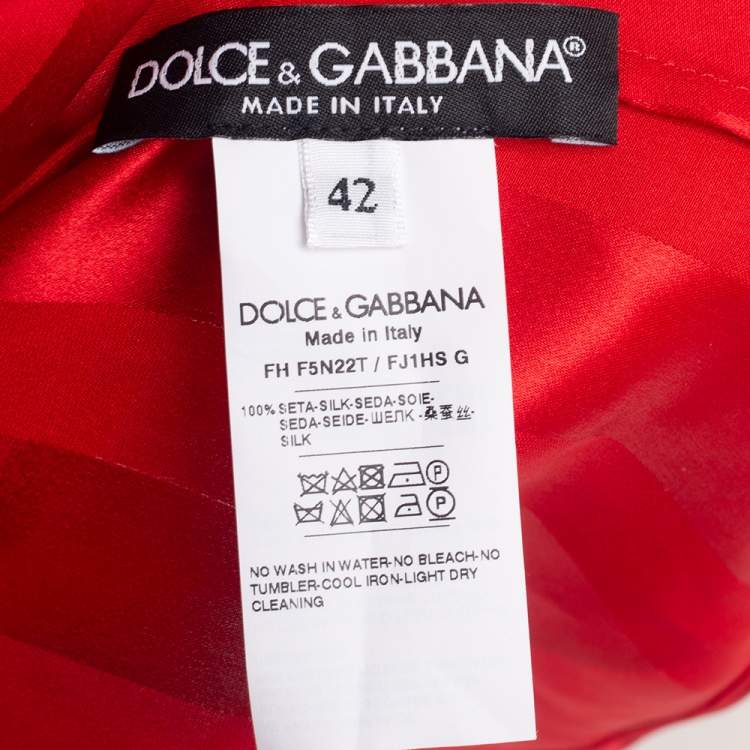 DOLCE & GABBANA®
MADE IN ITALY
42
DOLCE & GABBANA
Made in Italy
FH F5N22T / FJ1HS G
100% SETA-SILK-SEDA-SOIE-
SEDA-SEIDE-ШЕЛК -桑蚕丝-
SILK
P
P
NO WASH IN WATER-NO BLEACH-NO
TUMBLER-COOL IRON-LIGHT DRY
CLEANING